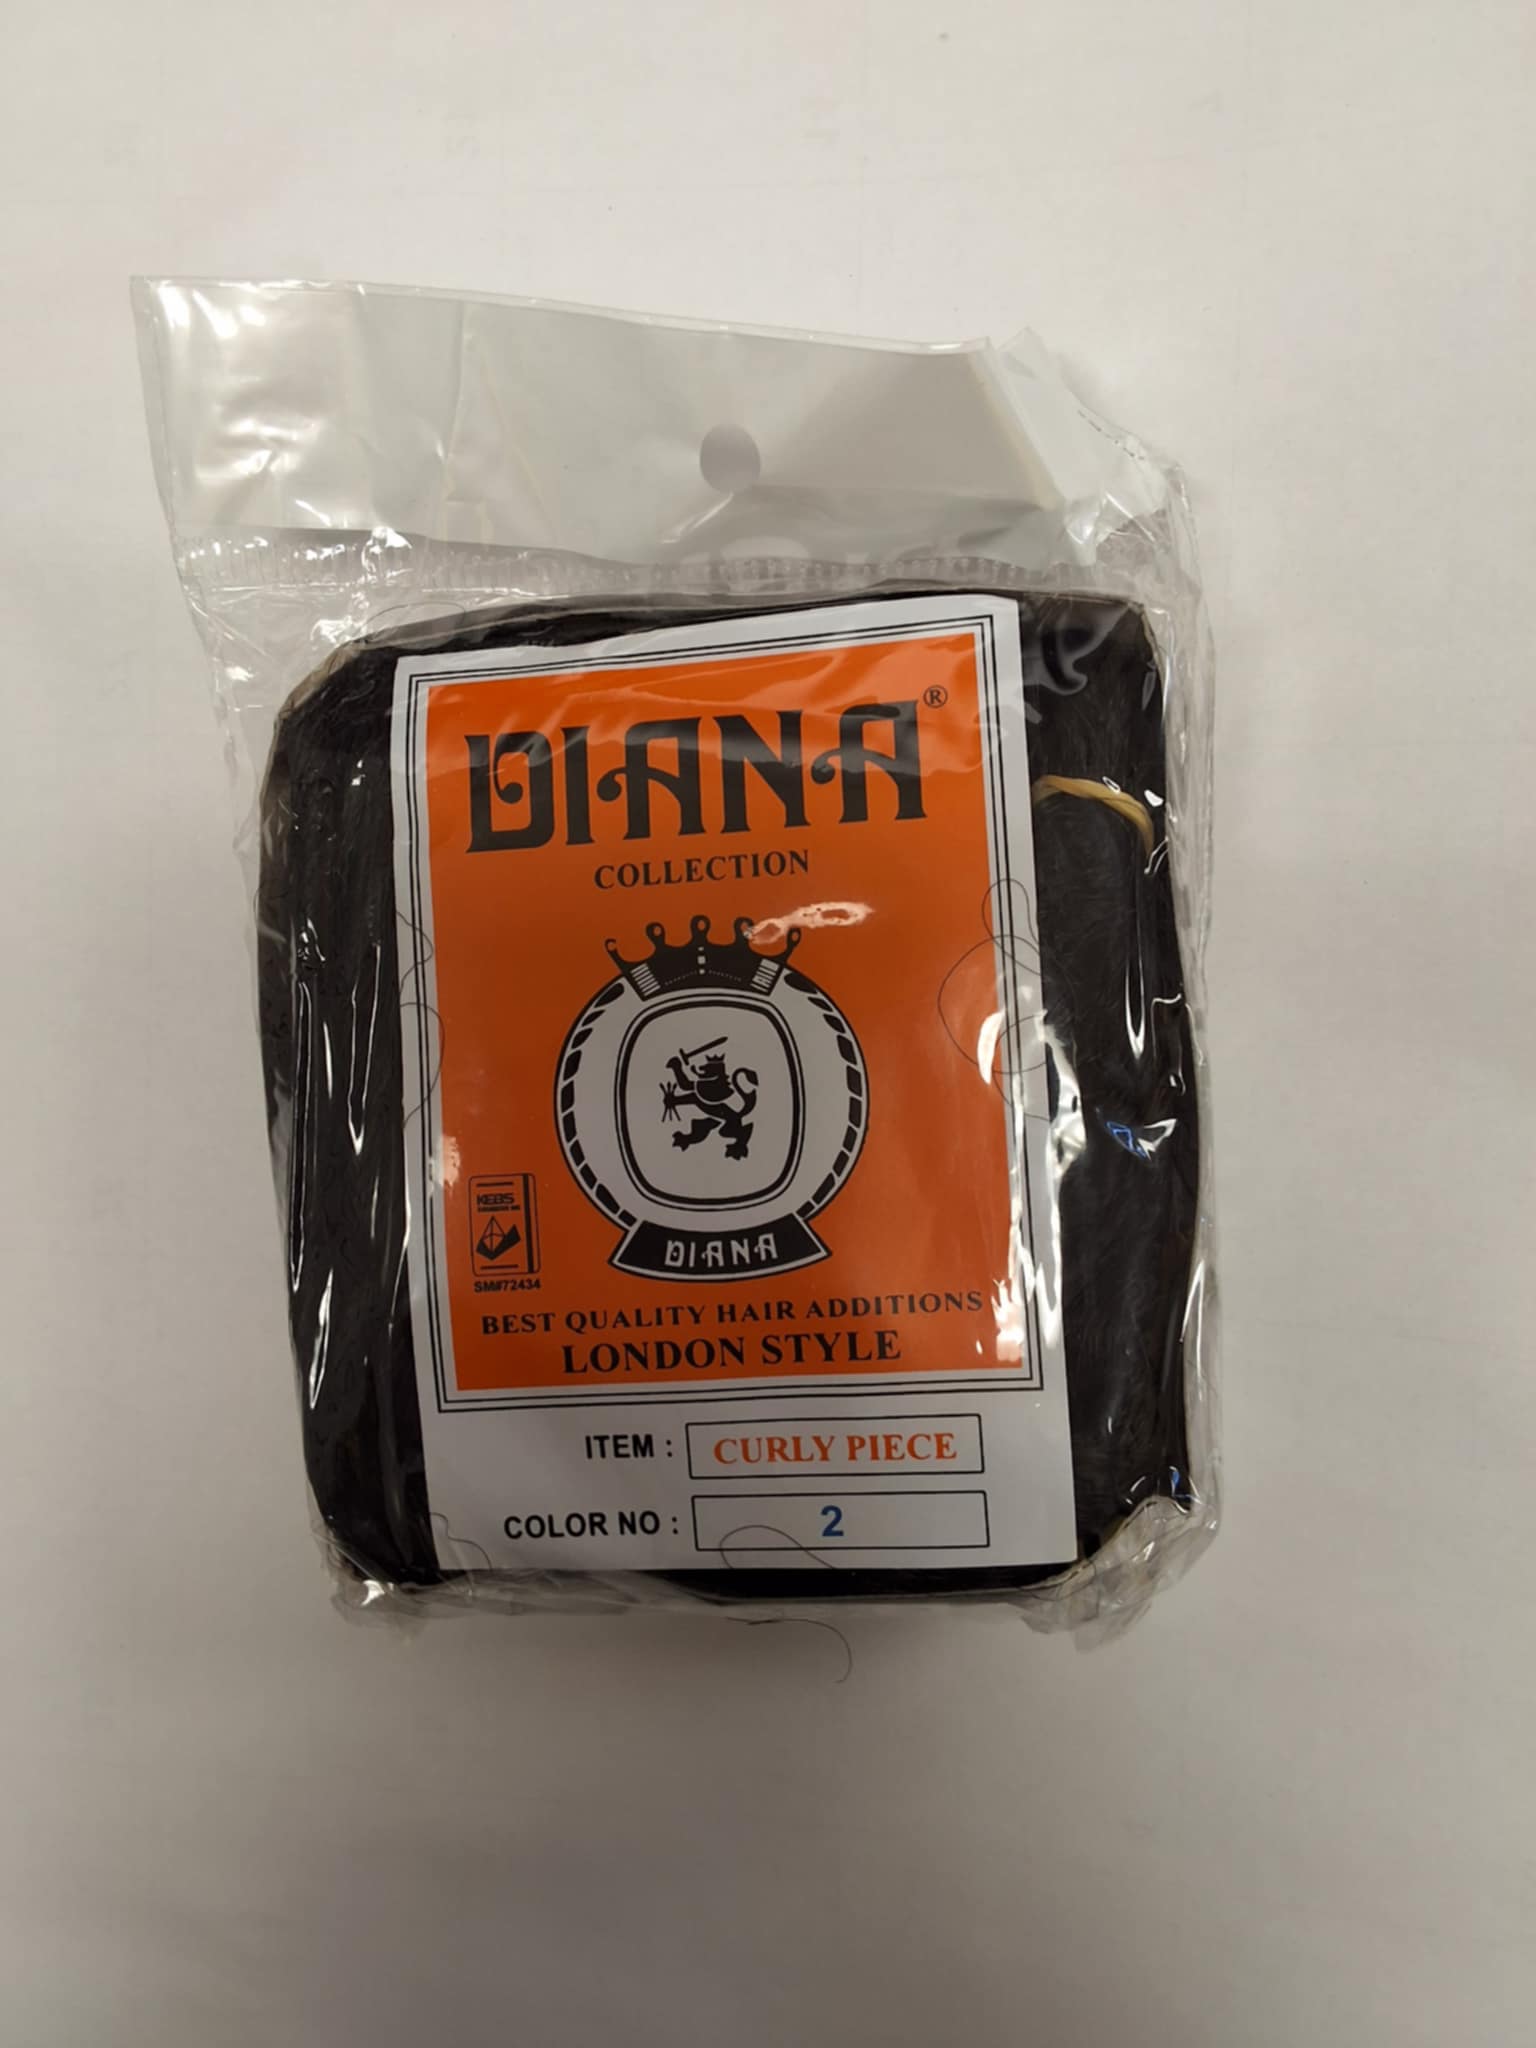 DIANA®
COLLECTION
DIANA
KEBS
SM#72434
BEST QUALITY HAIR ADDITIONS
LONDON STYLE
ITEM : CURLY PIECE
COLOR NO : 2